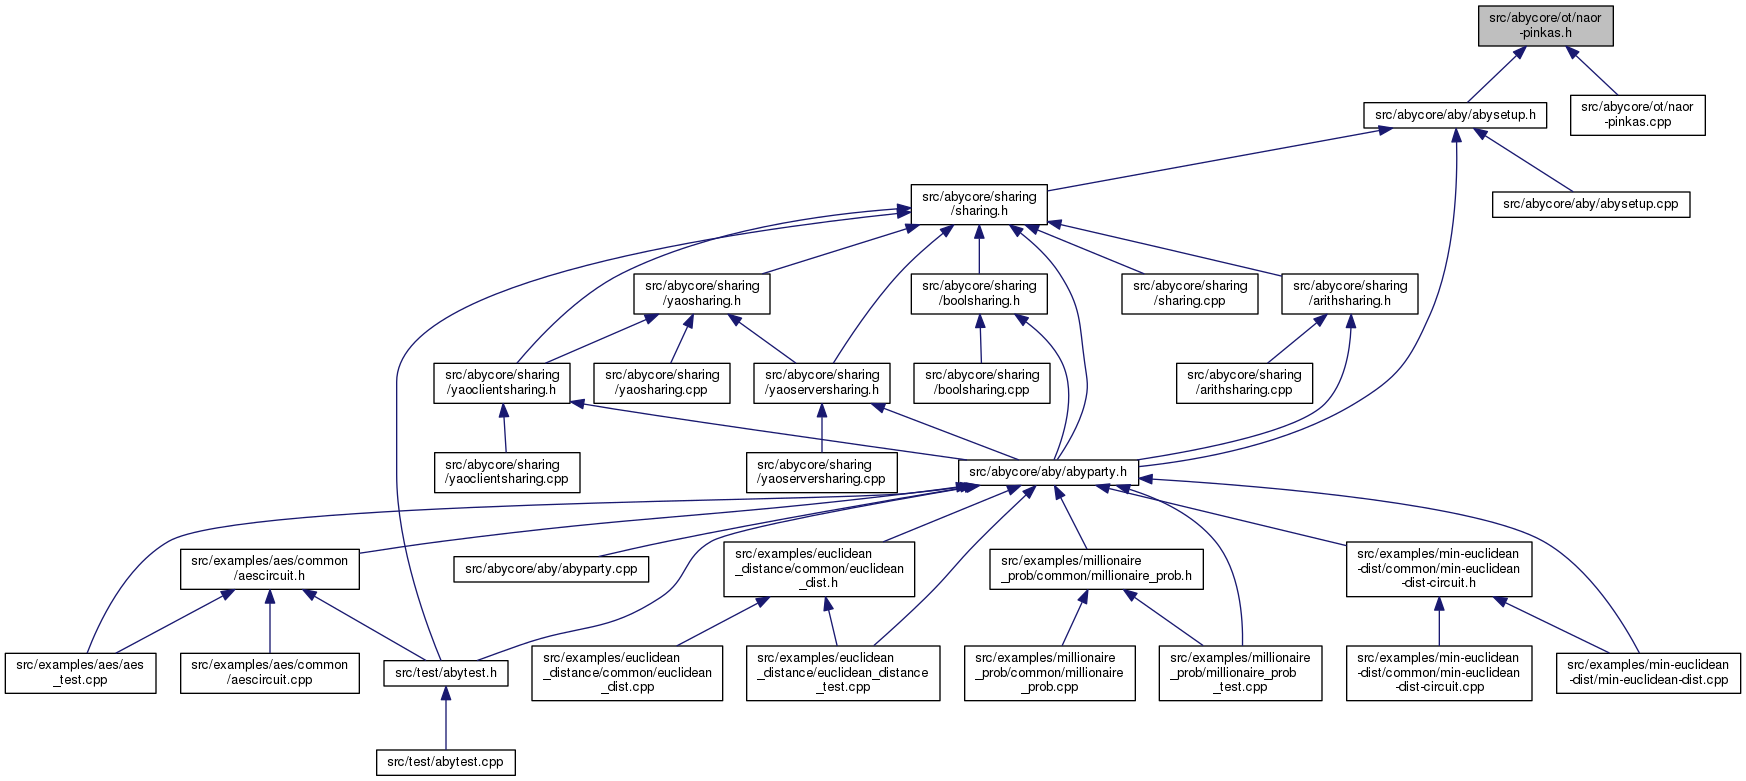 src/abycore/ot/naor
-pinkas.h
src/abycore/aby/abysetup.h
src/abycore/ot/naor
-pinkas.cpp
src/abycore/sharing
/sharing.h
src/abycore/aby/abysetup.cpp
src/abycore/sharing
/yaosharing.h
src/abycore/sharing
/boolsharing.h
src/abycore/sharing
/sharing.cpp
src/abycore/sharing
/arithsharing.h
src/abycore/sharing
/yaoclientsharing.h
src/abycore/sharing
/yaosharing.cpp
src/abycore/sharing
/yaoserversharing.h
src/abycore/sharing
/boolsharing.cpp
src/abycore/sharing
/arithsharing.cpp
src/abycore/sharing
/yaoclientsharing.cpp
src/abycore/sharing
/yaoserversharing.cpp
src/abycore/aby/abyparty.h
src/examples/aes/common
/aescircuit.h
src/abycore/aby/abyparty.cpp
src/examples/euclidean
_distance/common/euclidean
_dist.h
src/examples/millionaire
_prob/common/millionaire_prob.h
src/examples/min-euclidean
-dist/common/min-euclidean
-dist-circuit.h
src/examples/aes/aes
_test.cpp
src/examples/aes/common
/aescircuit.cpp
src/test/abytest.h
src/examples/euclidean
_distance/common/euclidean
_dist.cpp
src/examples/euclidean
_distance/euclidean_distance
_test.cpp
src/examples/millionaire
_prob/common/millionaire
_prob.cpp
src/examples/millionaire
_prob/millionaire_prob
_test.cpp
src/examples/min-euclidean
-dist/common/min-euclidean
-dist-circuit.cpp
src/examples/min-euclidean
-dist/min-euclidean-dist.cpp
src/test/abytest.cpp